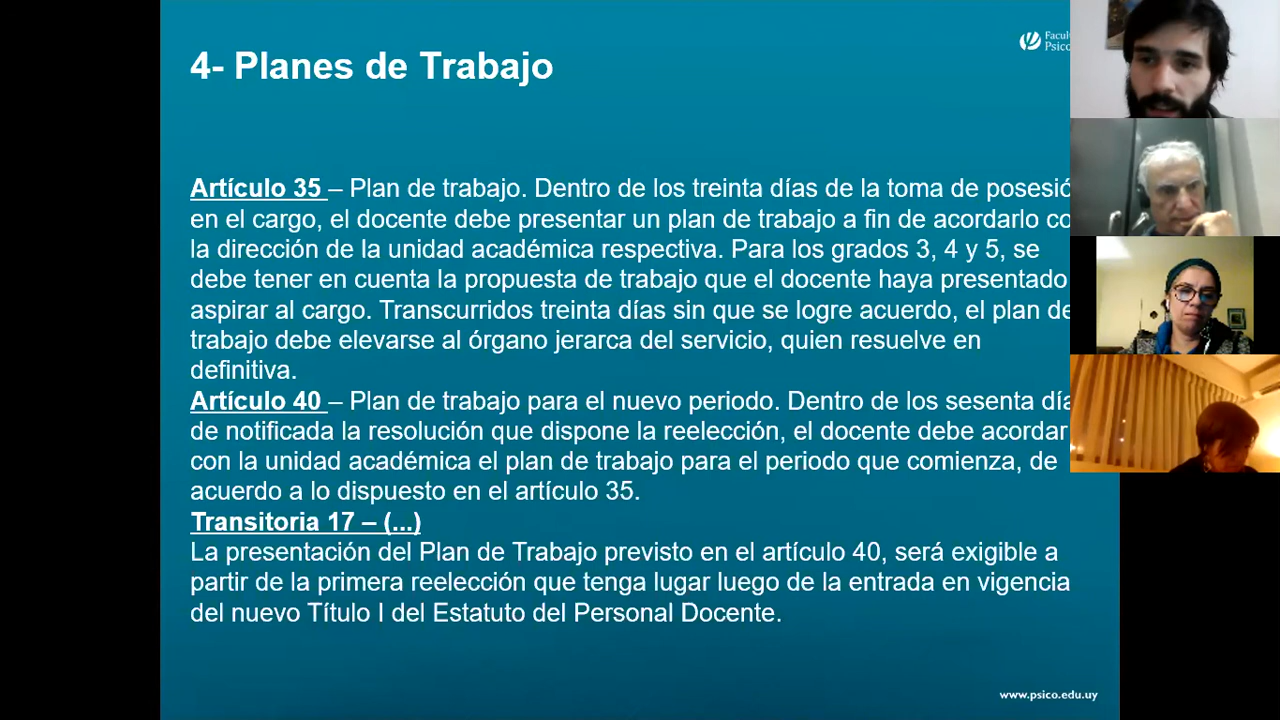 4- Planes de Trabajo
Facul
Psico
Artículo 35 – Plan de trabajo. Dentro de los treinta días de la toma de posesió
en el cargo, el docente debe presentar un plan de trabajo a fin de acordarlo co
la dirección de la unidad académica respectiva. Para los grados 3, 4 y 5, se
debe tener en cuenta la propuesta de trabajo que el docente haya presentado
aspirar al cargo. Transcurridos treinta días sin que se logre acuerdo, el plan de
trabajo debe elevarse al órgano jerarca del servicio, quien resuelve en
definitiva.
Artículo 40 – Plan de trabajo para el nuevo periodo. Dentro de los sesenta día
de notificada la resolución que dispone la reelección, el docente debe acordar
con la unidad académica el plan de trabajo para el periodo que comienza, de
acuerdo a lo dispuesto en el artículo 35.
Transitoria 17 – (...)
La presentación del Plan de Trabajo previsto en el artículo 40, será exigible a
partir de la primera reelección que tenga lugar luego de la entrada en vigencia
del nuevo Título I del Estatuto del Personal Docente.
www.psico.edu.uy